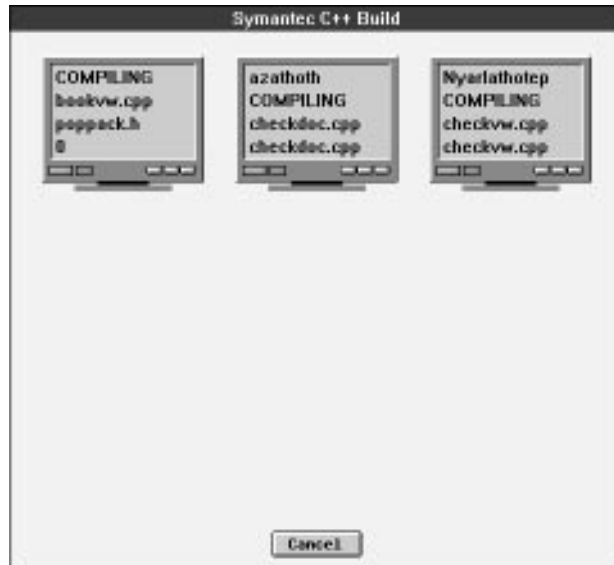 Symantec C++ Build
COMPILING
bookvw.cpp
poppack.h
0
azathoth
COMPILING
checkdoc.cpp
checkdoc.cpp
Nyarlathotep
COMPILING
checkvw.cpp
checkvw.cpp
Cancel